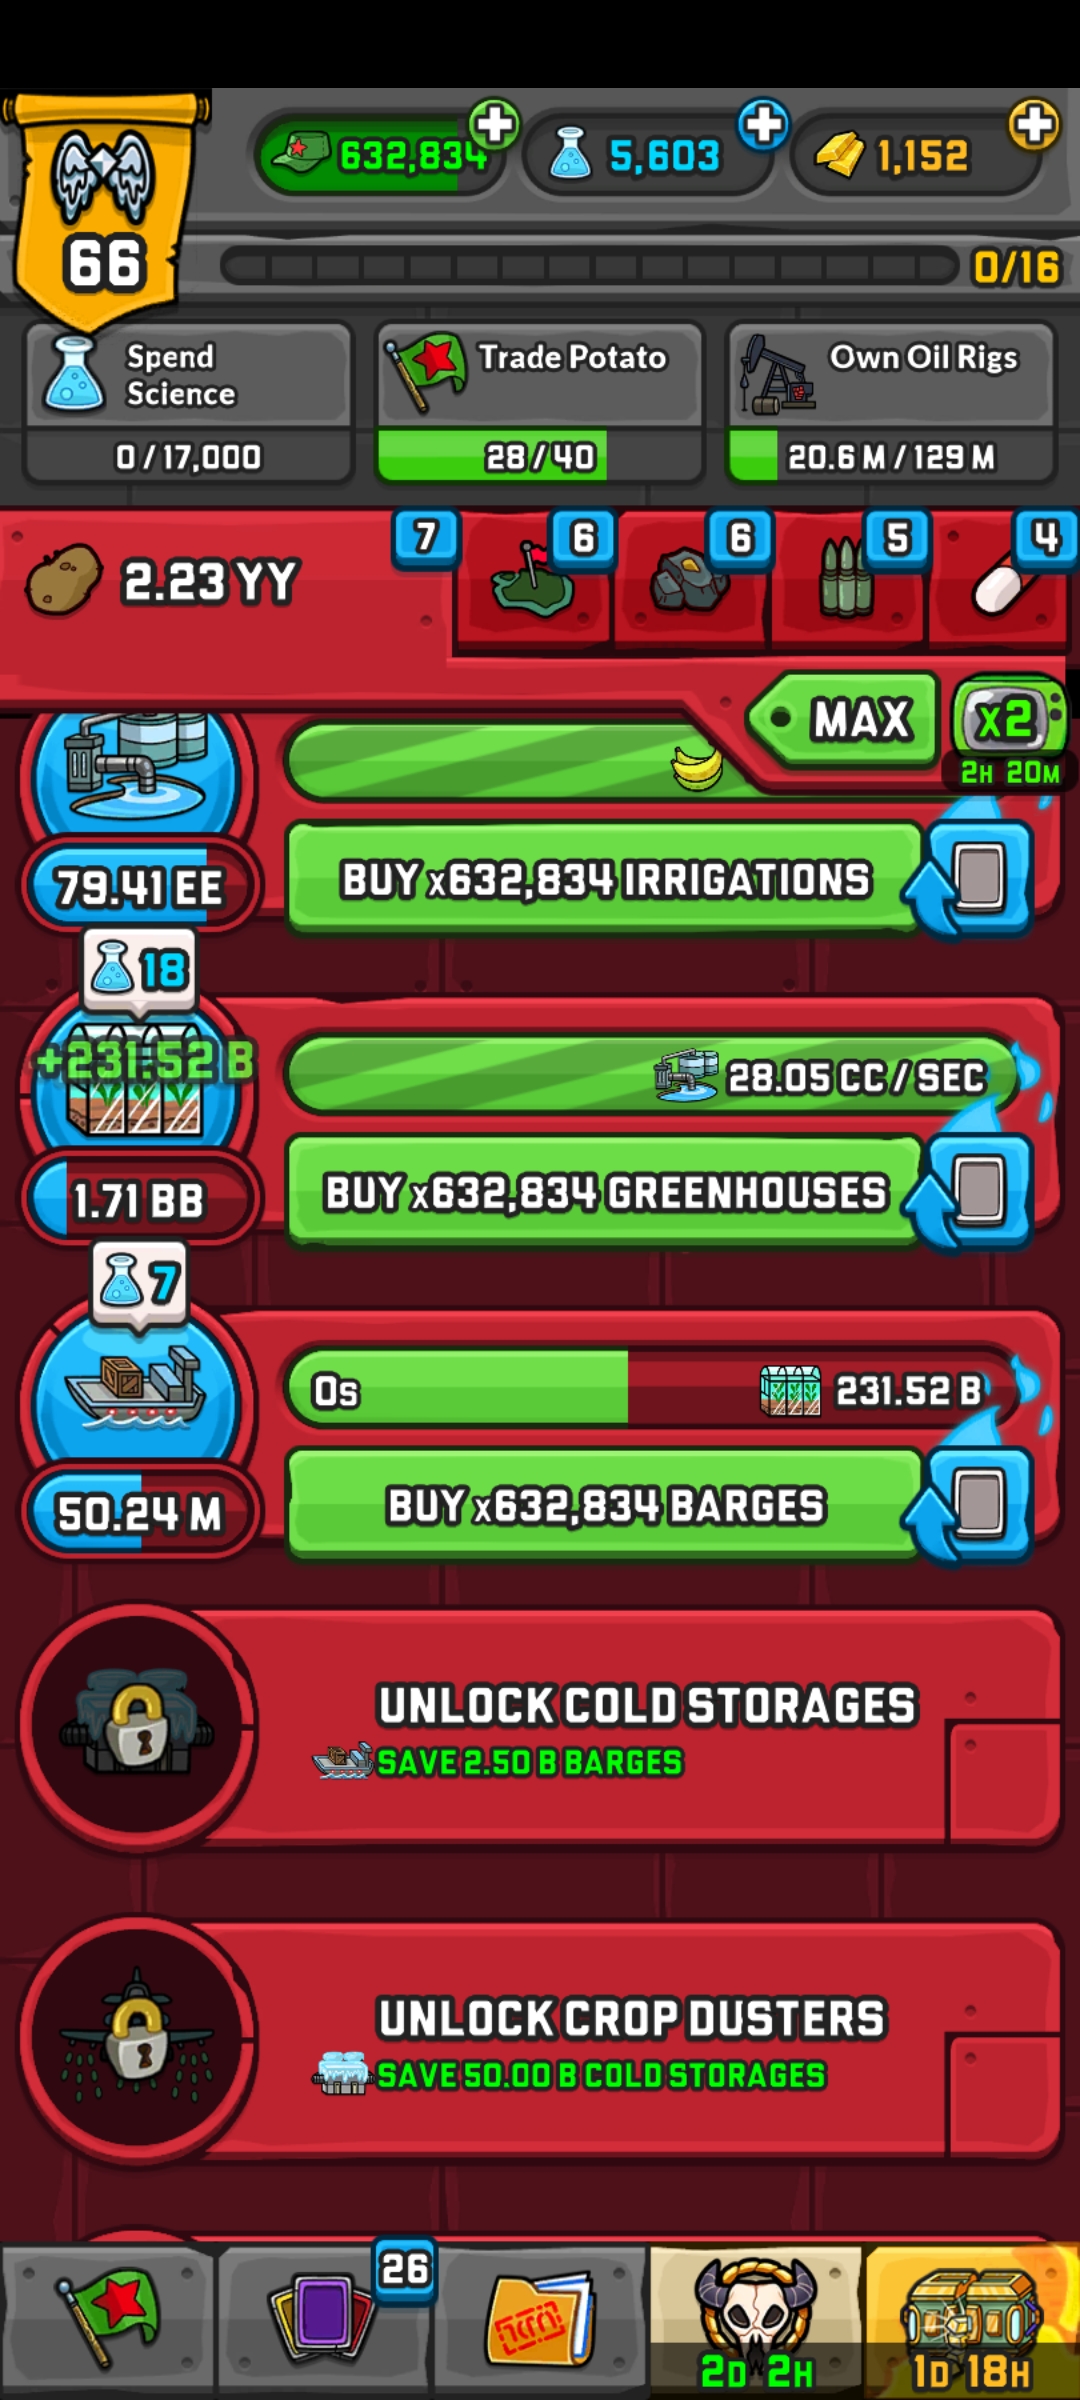 632,834
5,603
1,152
66
0/16
Spend
Science
0 / 17,000
Trade Potato
28 / 40
Own Oil Rigs
20.6 M / 129 M
2.23 YY
7
6
6
5
4
MAX
x2
2H 20M
79.41 EE
BUY x632,834 IRRIGATIONS
18
+231.52 B
28.05 CC / SEC
1.71 BB
BUY x632,834 GREENHOUSES
7
0s
231.52 B
50.24 M
BUY x632,834 BARGES
UNLOCK COLD STORAGES
SAVE 2.50 B BARGES
UNLOCK CROP DUSTERS
SAVE 50.00 B COLD STORAGES
26
2D 2H
1D 18H